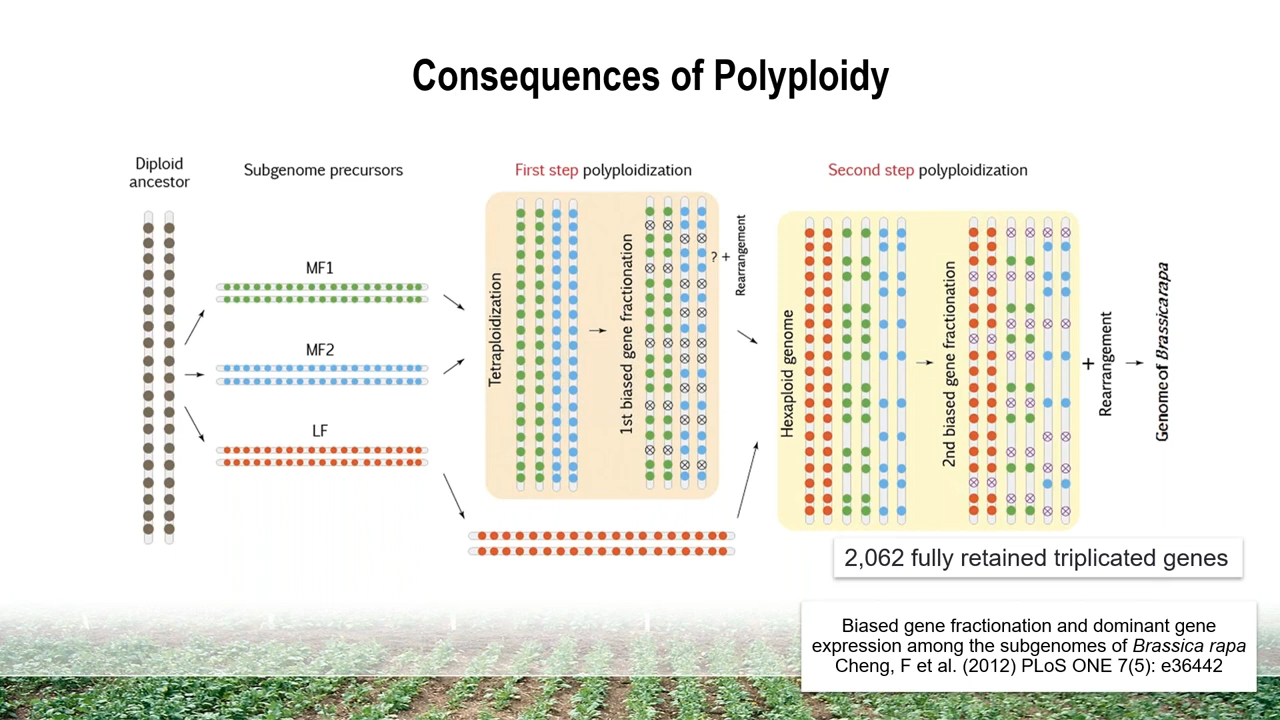 Consequences of Polyploidy
Diploid
ancestor
Subgenome precursors
First step polyploidization
Second step polyploidization
MF1
MF2
LF
Tetraploidization
1st biased gene fractionation
? +
Rearrangement
Hexaploid genome
2nd biased gene fractionation
+
Rearrangement
Genome of Brassica rapa
2,062 fully retained triplicated genes
Biased gene fractionation and dominant gene
expression among the subgenomes of Brassica rapa
Cheng, F et al. (2012) PLoS ONE 7(5): e36442